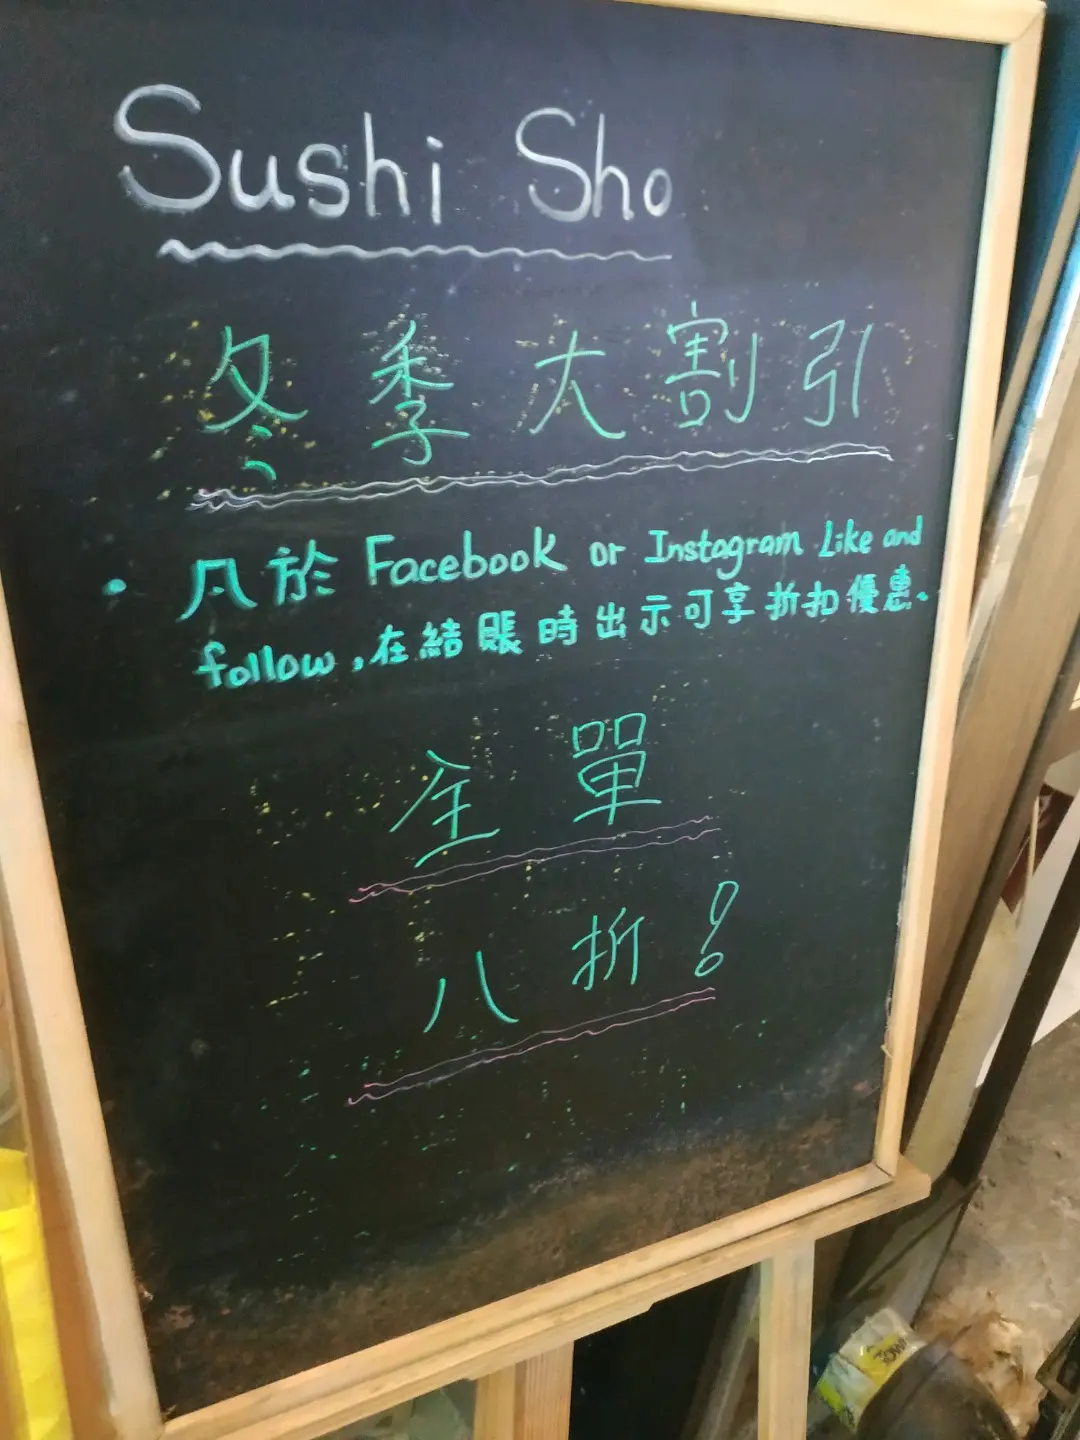 Sushi Sho
冬季大割引
• 凡於 Facebook or Instagram Like and
follow,在結賬時出示可享折扣優惠、
全單
八折!